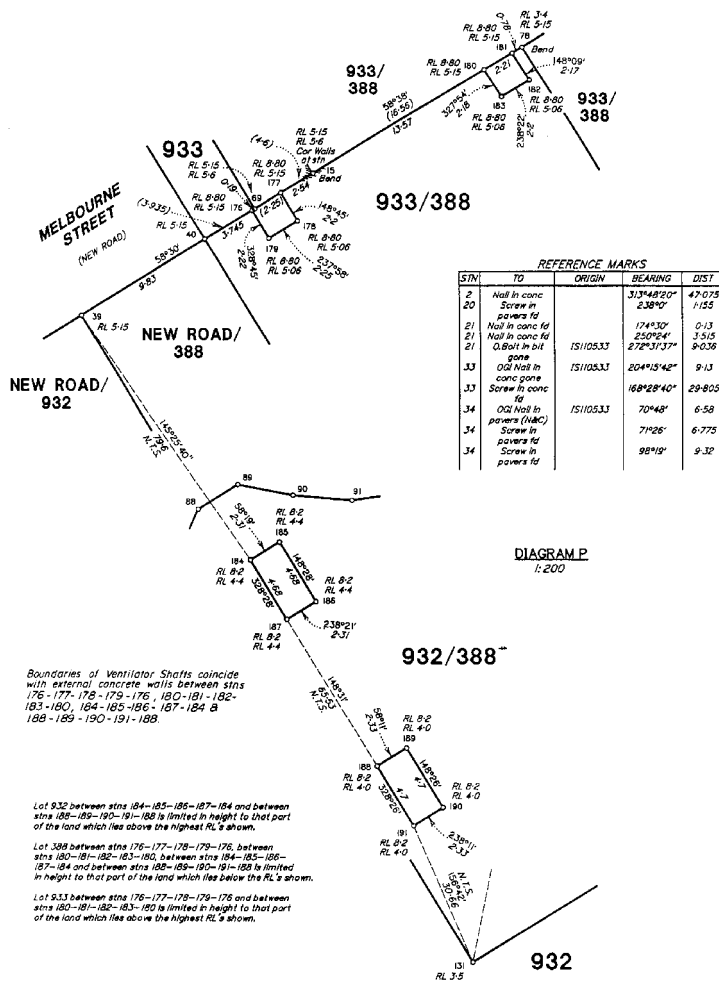 0·78
RL 3·4
RL 5·15
78
RL 8·80
RL 5·15
181
Bend
RL 8·80
RL 5·15
180
2·21
148°09'
2·17
933/
388
327°54'
2·18
183
182
RL 8·80
RL 5·06
RL 8·80
RL 5·06
238°22'
2·2
933/
388
58°38'
(16·56)
13·57
RL 5·15
RL 5·6
Cor Walls
at stn
15
Bend
(4·6)
2·54
933
RL 5·15
RL 5·6
RL 8·80
RL 5·15
177
0·19
69
176
(2·25)
933/388
MELBOURNE
STREET
(NEW ROAD)
(3·935)
RL 8·80
RL 5·15
RL 5·15
40
3·745
148°45'
2·2
178
RL 8·80
RL 5·06
179
RL 8·80
RL 5·06
328°45'
2·22
237°58'
2·25
58°30'
9·83
39
RL 5·15
NEW ROAD/
388
NEW ROAD/
932
REFERENCE MARKS
STN TO ORIGIN BEARING DIST
2 Nail in conc 313°48'20" 47·075
20 Screw in pavers fd 238°0' 1·155
21 Nail in conc fd 174°30' 0·13
21 Nail in conc fd 250°24' 3·515
21 O.Bolt in bit gone IS110533 272°31'37" 9·036
33 OGI Nail in conc gone IS110533 204°15'42" 9·13
33 Screw in conc fd 168°28'40" 29·805
34 OGI Nail in pavers (N&C) IS110533 70°48' 6·58
34 Screw in pavers fd 71°26' 6·775
34 Screw in pavers fd 98°19' 9·32
145°25'40"
79·6
N.T.S.
88
89
90
91
58°19'
2·31
RL 8·2
RL 4·4
185
184
RL 8·2
RL 4·4
4·68
328°28'
148°28'
4·68
RL 8·2
RL 4·4
186
187
RL 8·2
RL 4·4
238°21'
2·31
DIAGRAM P
1:200
932/388
Boundaries of Ventilator Shafts coincide
with external concrete walls between stns
176-177-178-179-176, 180-181-182-
183-180, 184-185-186-187-184 &
188-189-190-191-188.
148°31'
65·63
N.T.S.
58°11'
2·33
RL 8·2
RL 4·0
189
188
RL 8·2
RL 4·0
4·7
328°26'
148°26'
4·7
RL 8·2
RL 4·0
190
191
RL 8·2
RL 4·0
238°11'
2·33
Lot 932 between stns 184-185-186-187-184 and between
stns 188-189-190-191-188 is limited in height to that part
of the land which lies above the highest RL's shown.
Lot 388 between stns 176-177-178-179-176, between
stns 180-181-182-183-180, between stns 184-185-186-
187-184 and between stns 188-189-190-191-188 is limited
in height to that part of the land which lies below the RL's shown.
Lot 933 between stns 176-177-178-179-176 and between
stns 180-181-182-183-180 is limited in height to that part
of the land which lies above the highest RL's shown.
N.T.S.
156°42'
30·66
131
RL 3·5
932